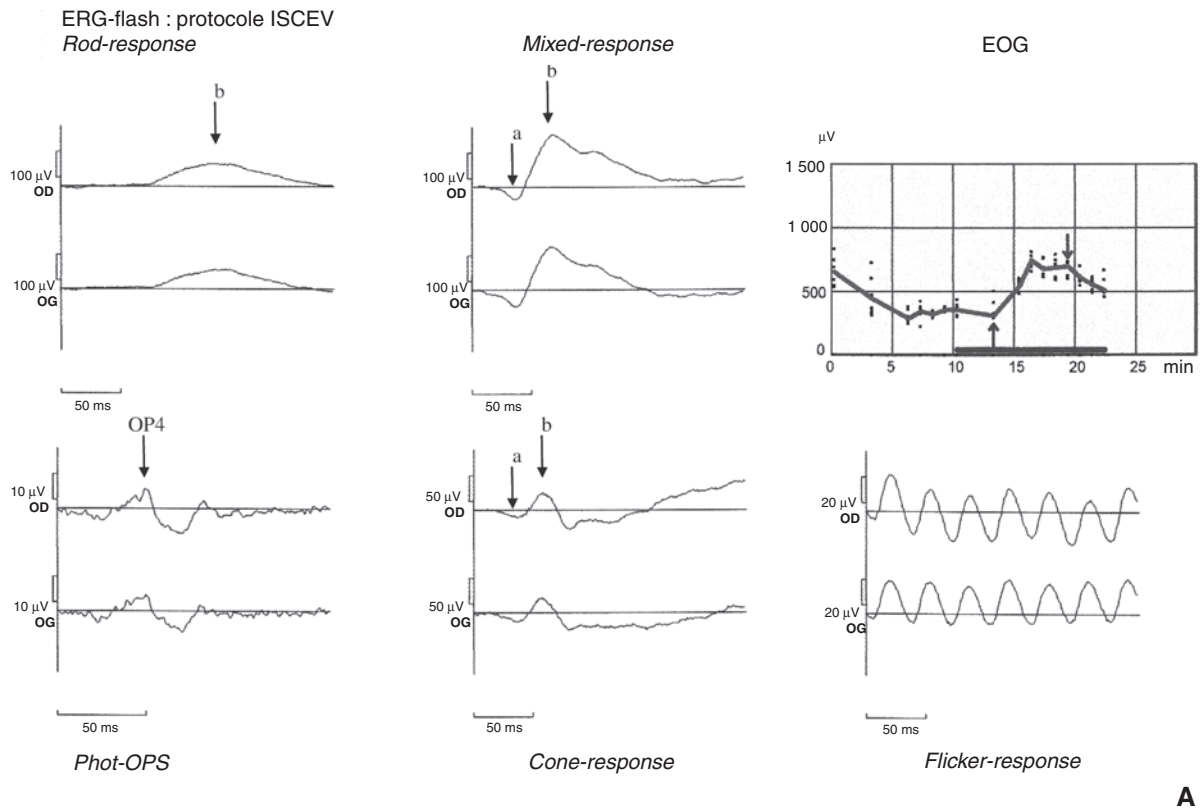 ERG-flash : protocole ISCEV
Rod-response
Mixed-response
EOG
b
100 µV
OD
100 µV
OG
50 ms
a
b
100 µV
OD
100 µV
OG
50 ms
µV
1 500
1 000
500
0
0 5 10 15 20 25 min
OP4
10 µV
OD
10 µV
OG
50 ms
Phot-OPS
a
b
50 µV
OD
50 µV
OG
50 ms
Cone-response
20 µV
OD
20 µV
OG
50 ms
Flicker-response
A